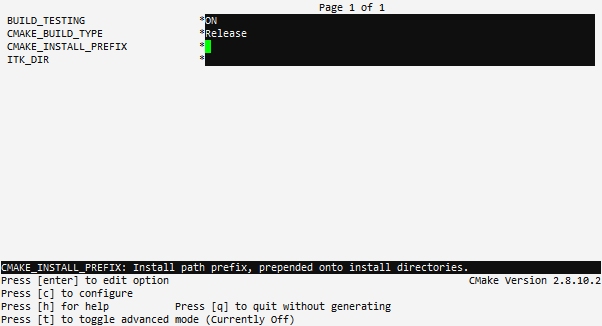 Page 1 of 1
BUILD_TESTING *ON
CMAKE_BUILD_TYPE *Release
CMAKE_INSTALL_PREFIX *
ITK_DIR *
CMAKE_INSTALL_PREFIX: Install path prefix, prepended onto install directories.
Press [enter] to edit option CMake Version 2.8.10.2
Press [c] to configure
Press [h] for help Press [q] to quit without generating
Press [t] to toggle advanced mode (Currently Off)